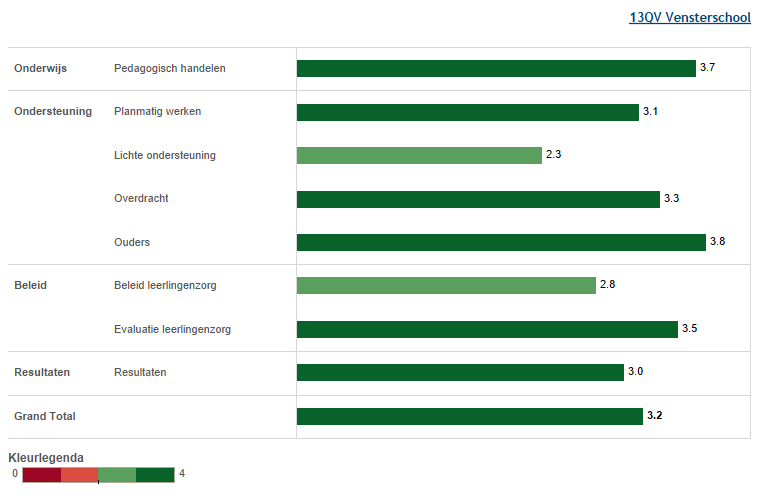 13QV Vensterschool
Onderwijs Pedagogisch handelen 3.7
Ondersteuning Planmatig werken 3.1
Lichte ondersteuning 2.3
Overdracht 3.3
Ouders 3.8
Beleid Beleid leerlingenzorg 2.8
Evaluatie leerlingenzorg 3.5
Resultaten Resultaten 3.0
Grand Total 3.2
Kleurlegenda
0 4